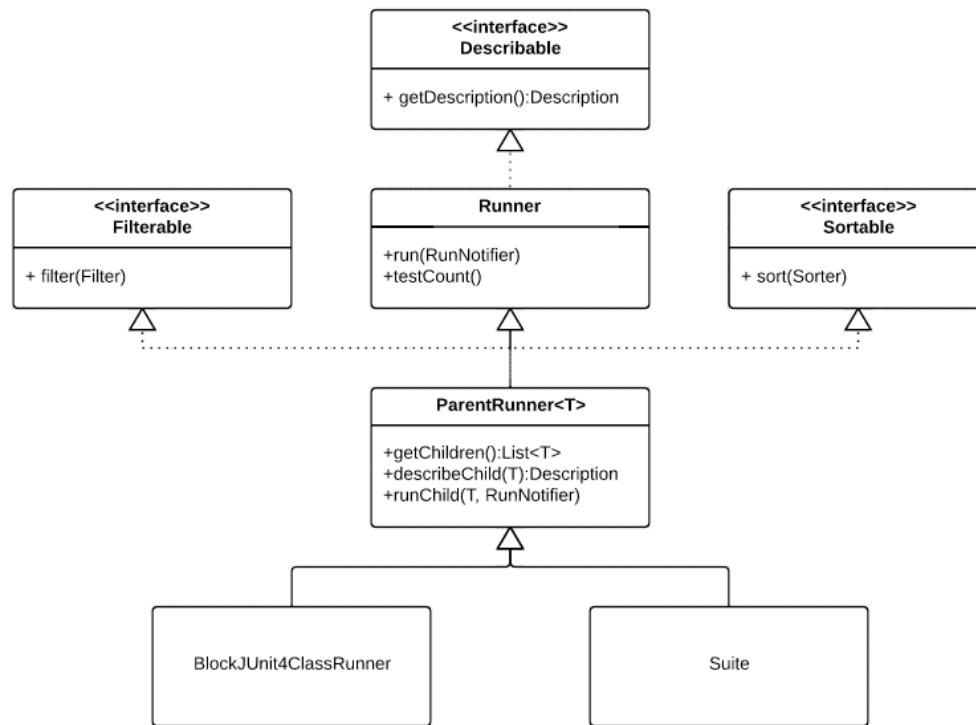 <<interface>>
Describable
+ getDescription():Description
<<interface>>
Filterable
+ filter(Filter)
Runner
+run(RunNotifier)
+testCount()
<<interface>>
Sortable
+ sort(Sorter)
ParentRunner<T>
+getChildren():List<T>
+describeChild(T):Description
+runChild(T, RunNotifier)
BlockJUnit4ClassRunner
Suite